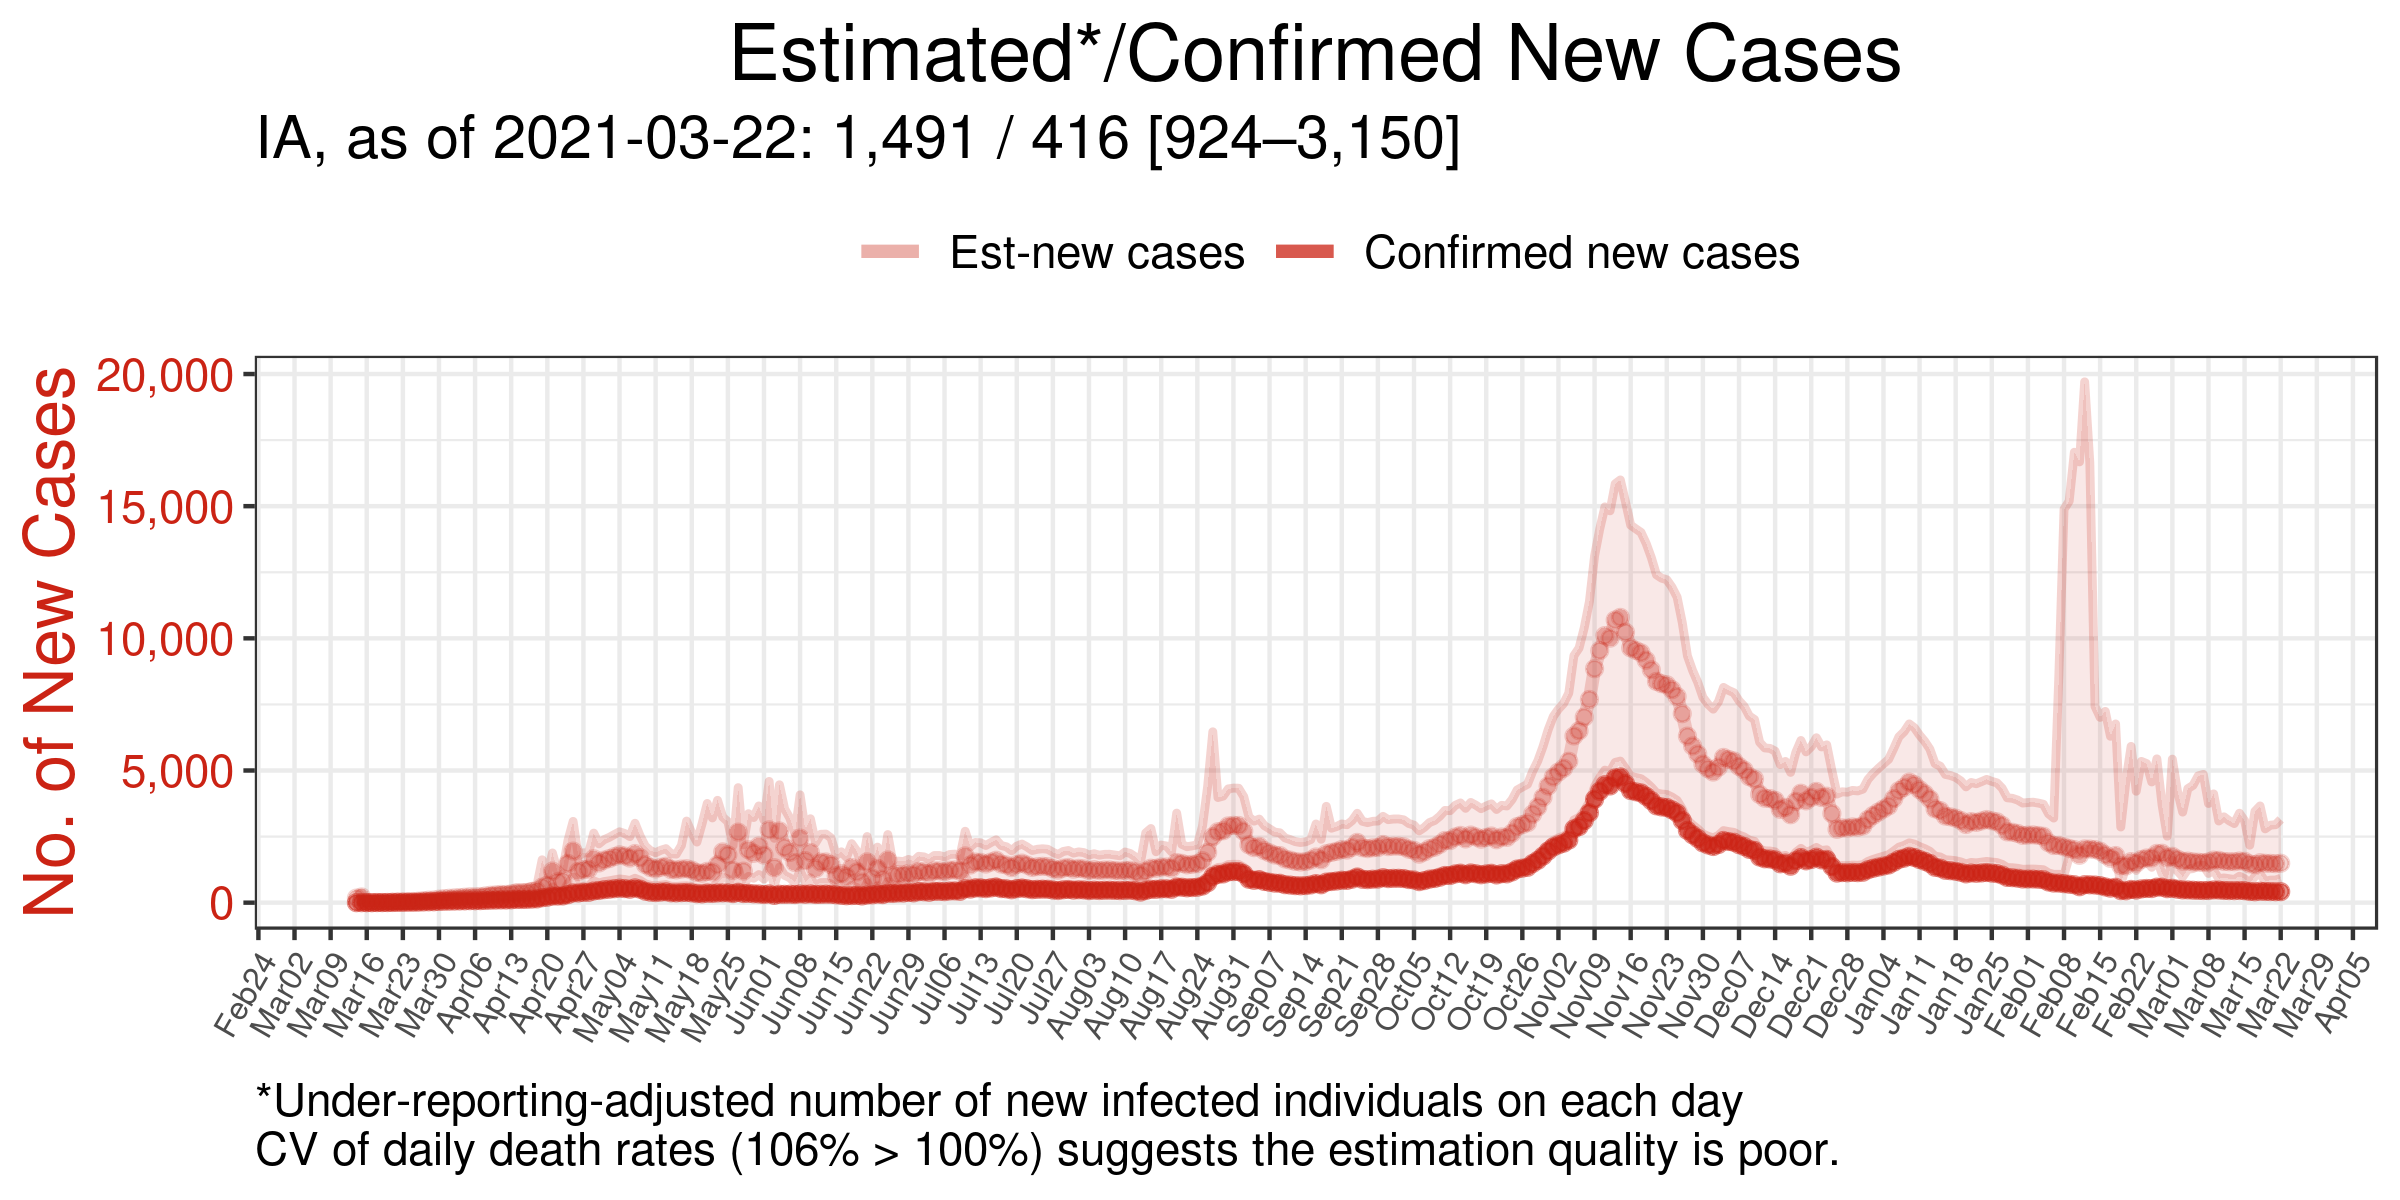 Estimated*/Confirmed New Cases
IA, as of 2021-03-22: 1,491 / 416 [924–3,150]
Est-new cases
Confirmed new cases
No. of New Cases
20,000
15,000
10,000
5,000
0
Feb24
Mar02
Mar09
Mar16
Mar23
Mar30
Apr06
Apr13
Apr20
Apr27
May04
May11
May18
May25
Jun01
Jun08
Jun15
Jun22
Jun29
Jul06
Jul13
Jul20
Jul27
Aug03
Aug10
Aug17
Aug24
Aug31
Sep07
Sep14
Sep21
Sep28
Oct05
Oct12
Oct19
Oct26
Nov02
Nov09
Nov16
Nov23
Nov30
Dec07
Dec14
Dec21
Dec28
Jan04
Jan11
Jan18
Jan25
Feb01
Feb08
Feb15
Feb22
Mar01
Mar08
Mar15
Mar22
Mar29
Apr05
*Under-reporting-adjusted number of new infected individuals on each day
CV of daily death rates (106% > 100%) suggests the estimation quality is poor.